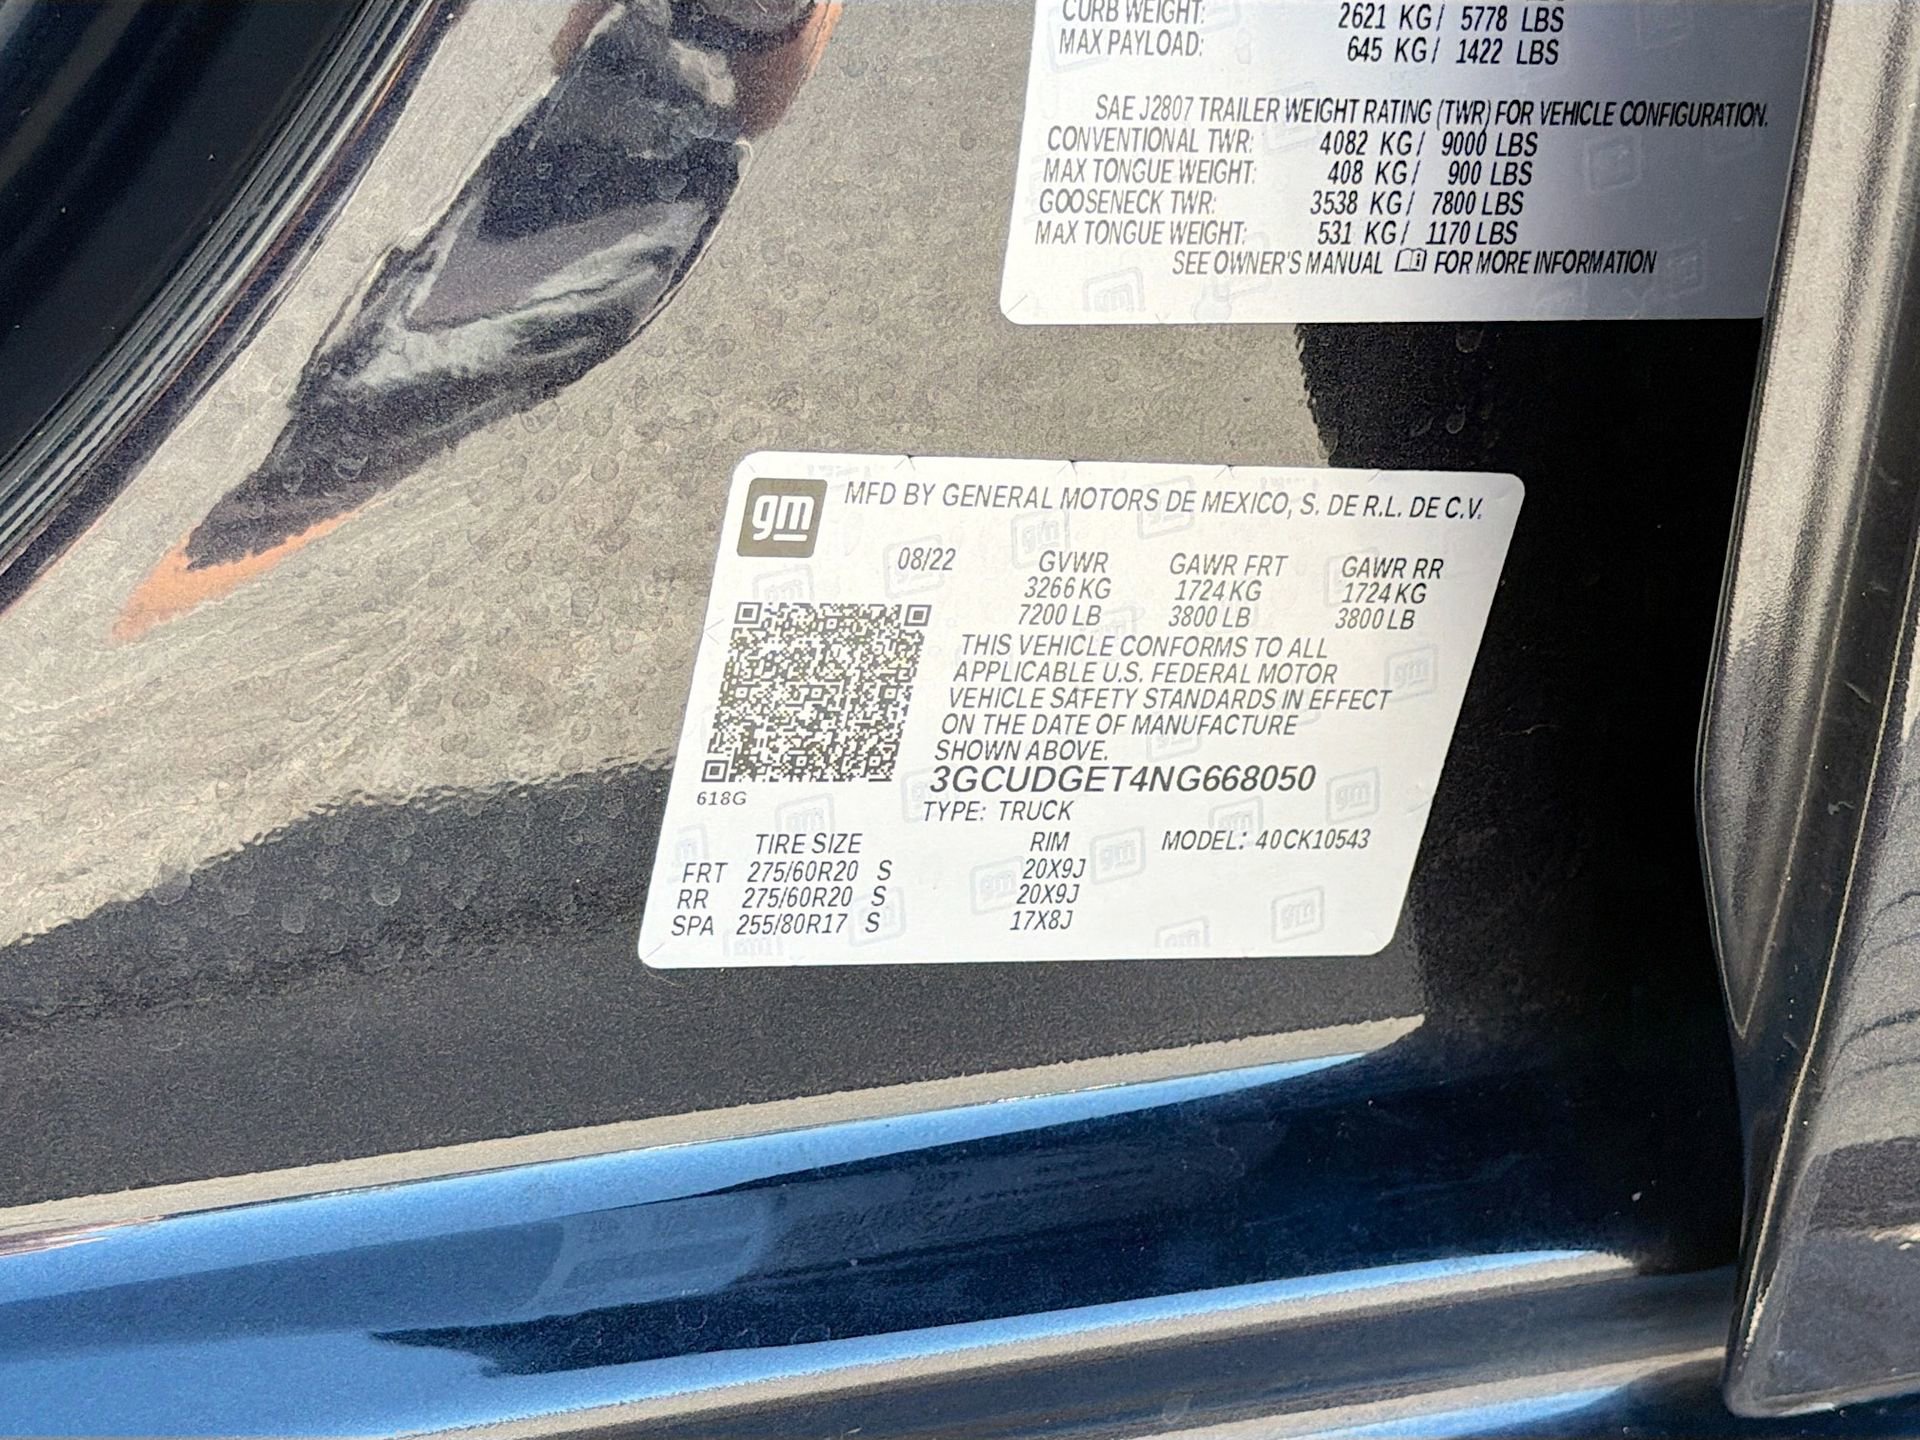 CURB WEIGHT: 2621 KG/ 5778 LBS
MAX PAYLOAD: 645 KG/ 1422 LBS
SAE J2807 TRAILER WEIGHT RATING (TWR) FOR VEHICLE CONFIGURATION.
CONVENTIONAL TWR: 4082 KG/ 9000 LBS
MAX TONGUE WEIGHT: 408 KG/ 900 LBS
GOOSENECK TWR: 3538 KG/ 7800 LBS
MAX TONGUE WEIGHT: 531 KG/ 1170 LBS
SEE OWNER'S MANUAL FOR MORE INFORMATION
gm MFD BY GENERAL MOTORS DE MEXICO, S. DE R.L. DE C.V.
08/22 GVWR GAWR FRT GAWR RR
3266 KG 1724 KG 1724 KG
7200 LB 3800 LB 3800 LB
THIS VEHICLE CONFORMS TO ALL
APPLICABLE U.S. FEDERAL MOTOR
VEHICLE SAFETY STANDARDS IN EFFECT
ON THE DATE OF MANUFACTURE
SHOWN ABOVE.
3GCUDGET4NG668050
618G
TYPE: TRUCK
TIRE SIZE RIM MODEL: 40CK10543
FRT 275/60R20 S 20X9J
RR 275/60R20 S 20X9J
SPA 255/80R17 S 17X8J